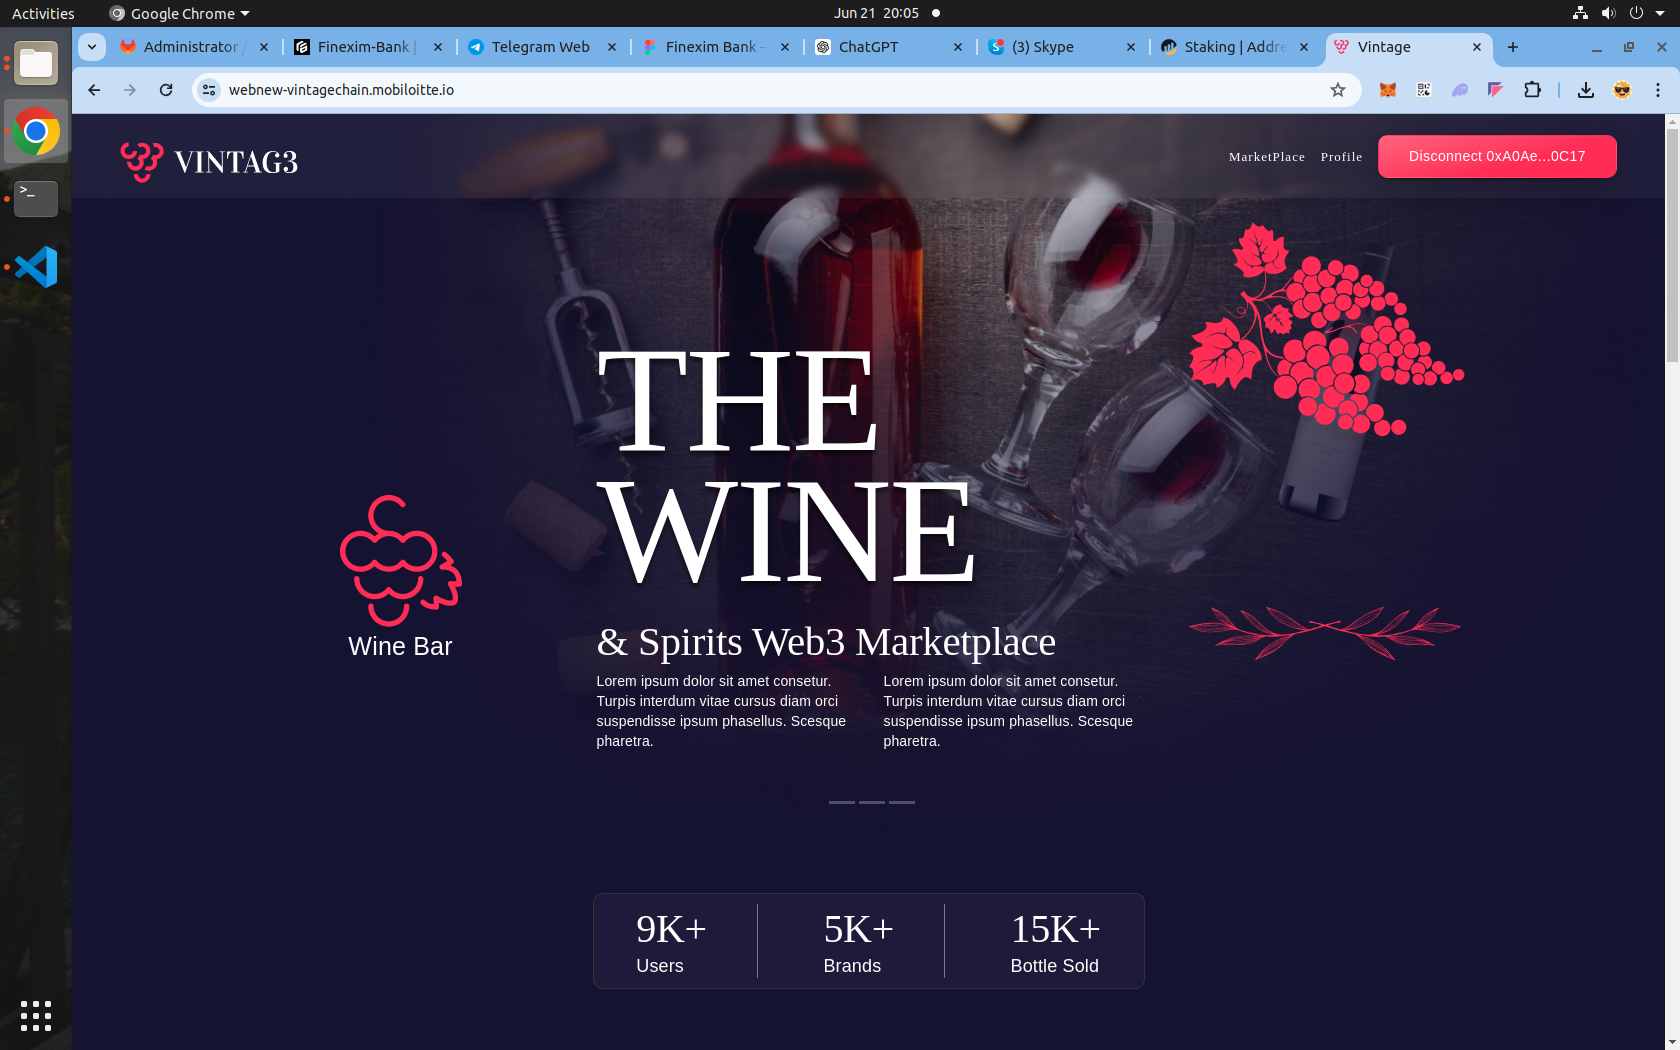 Activities
Google Chrome
Jun 21 20:05
Administrator /
Finexim-Bank |
Telegram Web
Finexim Bank –
ChatGPT
(3) Skype
Staking | Addre
Vintage
webnew-vintagechain.mobiloitte.io
VINTAG3
MarketPlace
Profile
Disconnect 0xA0Ae...0C17
THE
WINE
Wine Bar
& Spirits Web3 Marketplace
Lorem ipsum dolor sit amet consetur.
Turpis interdum vitae cursus diam orci
suspendisse ipsum phasellus. Scesque
pharetra.
Lorem ipsum dolor sit amet consetur.
Turpis interdum vitae cursus diam orci
suspendisse ipsum phasellus. Scesque
pharetra.
9K+
Users
5K+
Brands
15K+
Bottle Sold